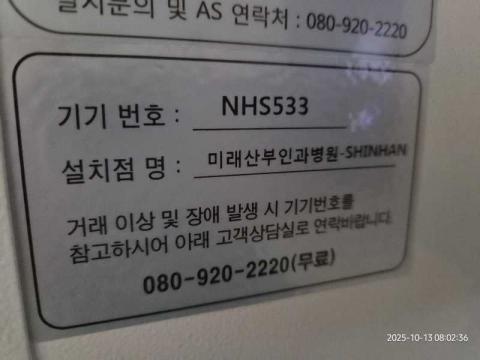 설치문의 및 AS 연락처 : 080-920-2220
기기 번호 : NHS533
설치점 명 : 미래산부인과병원-SHINHAN
거래 이상 및 장애 발생 시 기기번호를
참고하시어 아래 고객상담실로 연락바랍니다.
080-920-2220(무료)
2025-10-13 08:02:36